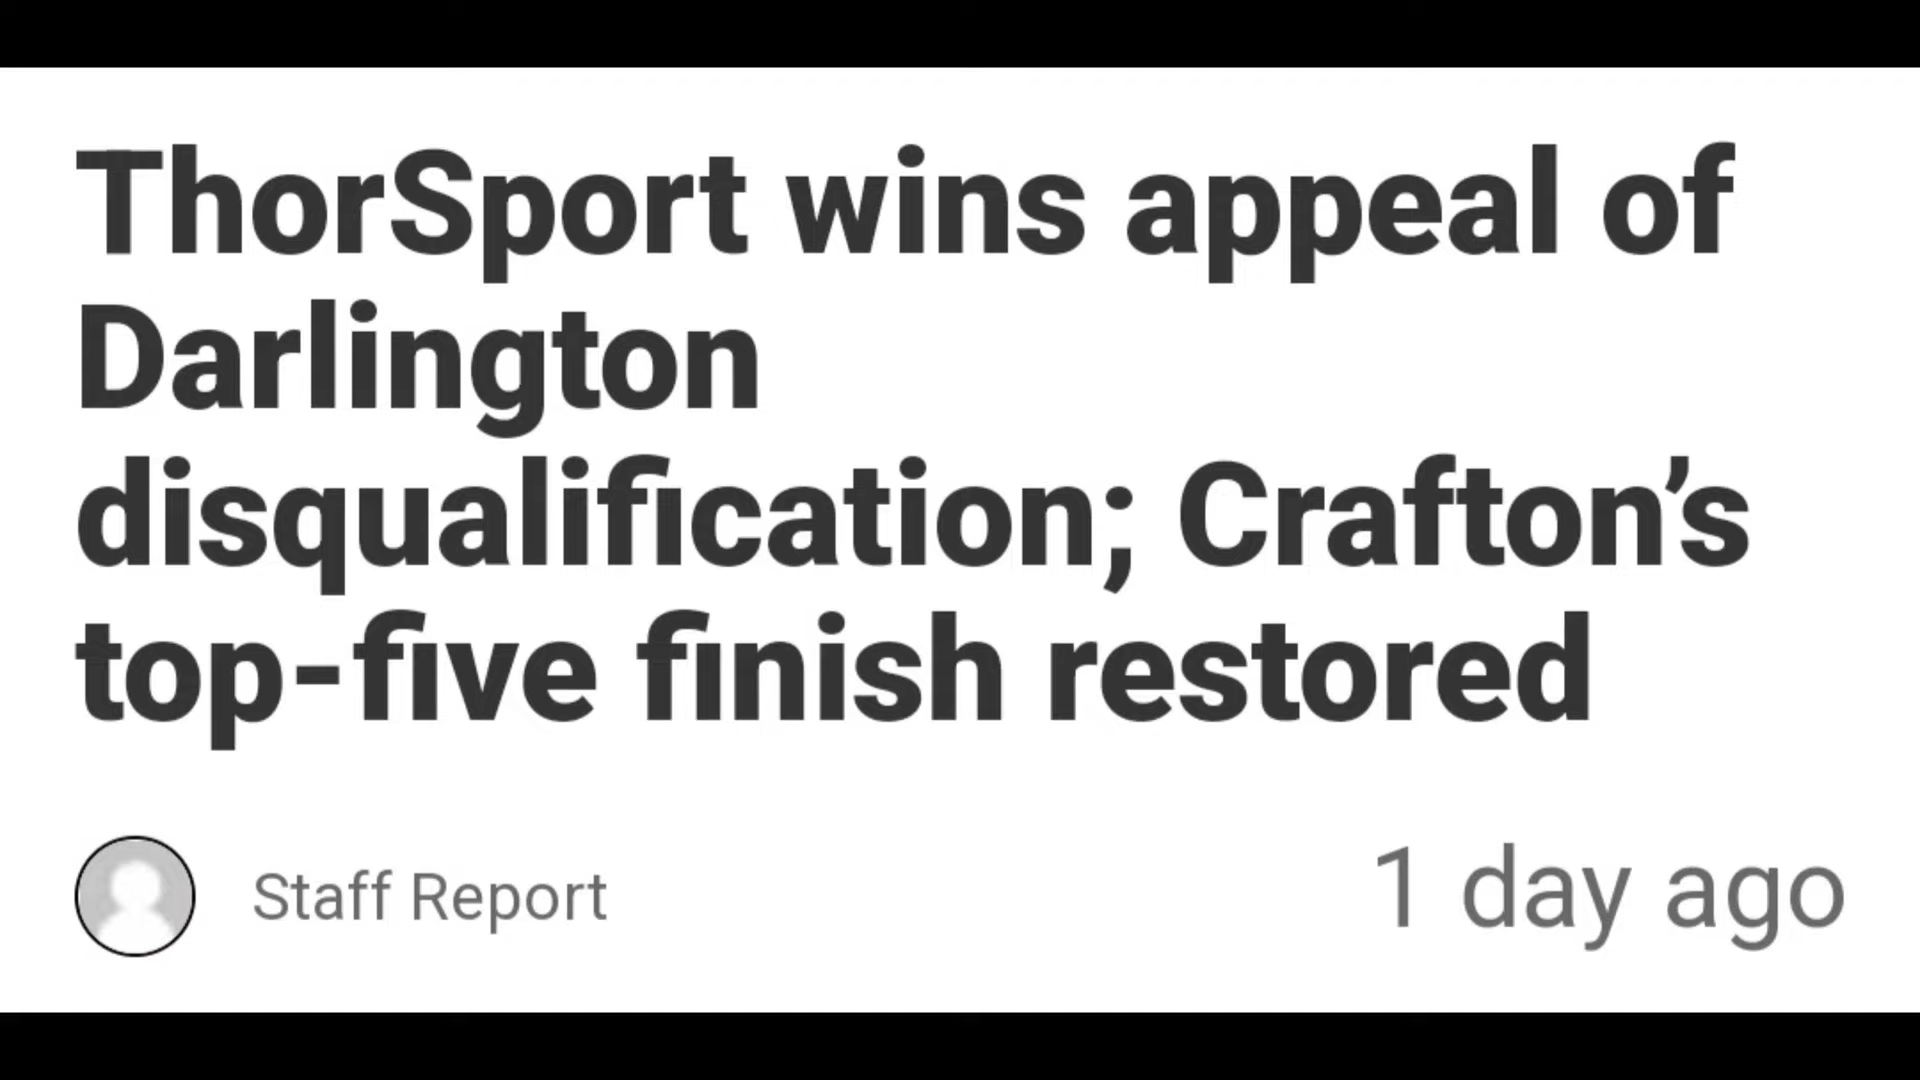 ThorSport wins appeal of
Darlington
disqualification; Crafton’s
top-five finish restored
Staff Report
1 day ago